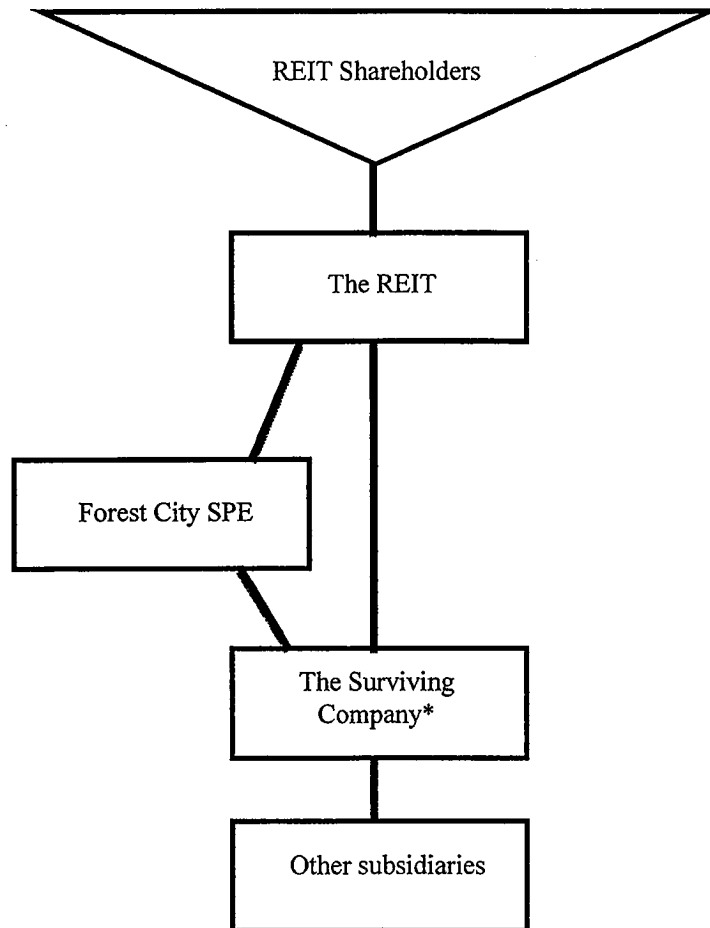 REIT Shareholders
The REIT
Forest City SPE
The Surviving
Company*
Other subsidiaries